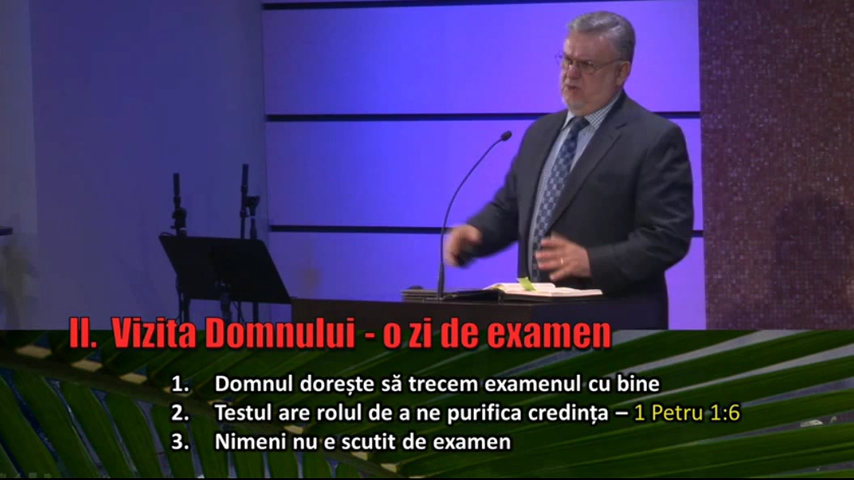 II. Vizita Domnului - o zi de examen
1. Domnul dorește să trecem examenul cu bine
2. Testul are rolul de a ne purifica credința – 1 Petru 1:6
3. Nimeni nu e scutit de examen